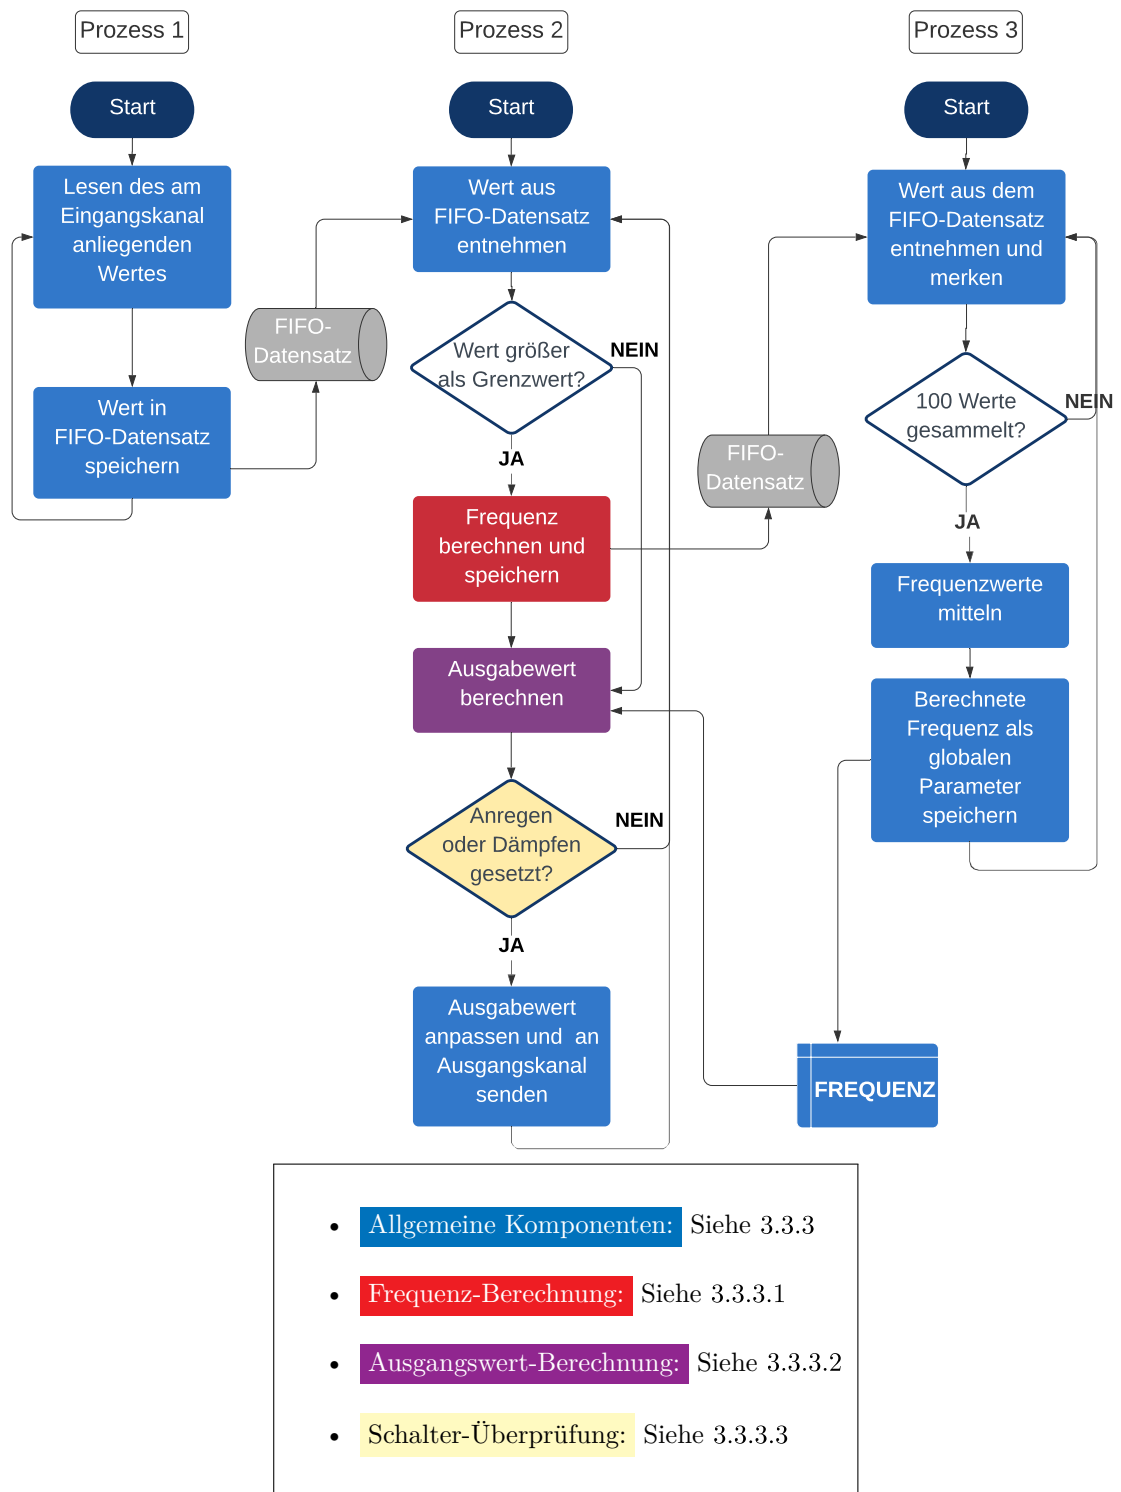 Prozess 1
Prozess 2
Prozess 3
Start
Lesen des am
Eingangskanal
anliegenden
Wertes
Wert in
FIFO-Datensatz
speichern
FIFO-
Datensatz
Start
Wert aus
FIFO-Datensatz
entnehmen
Wert größer
als Grenzwert?
NEIN
JA
Frequenz
berechnen und
speichern
Ausgabewert
berechnen
Anregen
oder Dämpfen
gesetzt?
NEIN
JA
Ausgabewert
anpassen und  an
Ausgangskanal
senden
FIFO-
Datensatz
Start
Wert aus dem
FIFO-Datensatz
entnehmen und
merken
100 Werte
gesammelt?
NEIN
JA
Frequenzwerte
mitteln
Berechnete
Frequenz als
globalen
Parameter
speichern
FREQUENZ
• Allgemeine Komponenten: Siehe 3.3.3
• Frequenz-Berechnung: Siehe 3.3.3.1
• Ausgangswert-Berechnung: Siehe 3.3.3.2
• Schalter-Überprüfung: Siehe 3.3.3.3